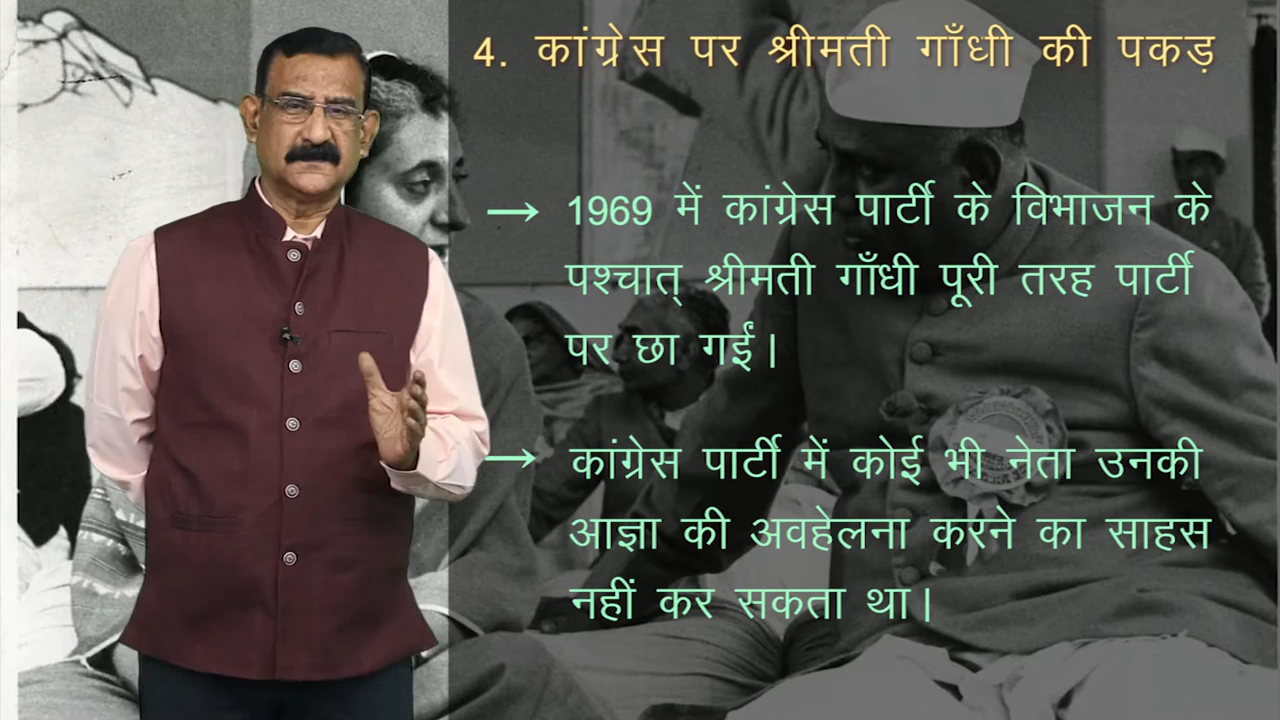 4. कांग्रेस पर श्रीमती गाँधी की पकड़
→ 1969 में कांग्रेस पार्टी के विभाजन के
पश्चात् श्रीमती गाँधी पूरी तरह पार्टी
पर छा गईं।
→ कांग्रेस पार्टी में कोई भी नेता उनकी
आज्ञा की अवहेलना करने का साहस
नहीं कर सकता था।